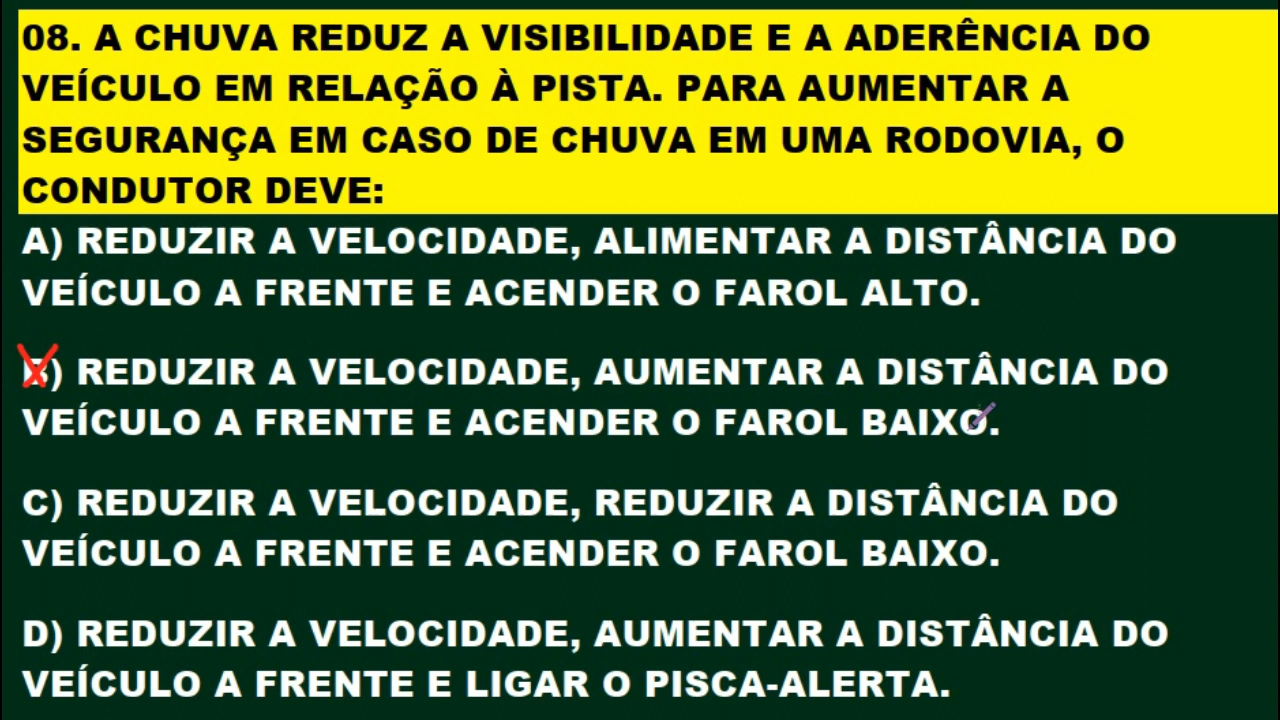 08. A CHUVA REDUZ A VISIBILIDADE E A ADERÊNCIA DO
VEÍCULO EM RELAÇÃO À PISTA. PARA AUMENTAR A
SEGURANÇA EM CASO DE CHUVA EM UMA RODOVIA, O
CONDUTOR DEVE:
A) REDUZIR A VELOCIDADE, ALIMENTAR A DISTÂNCIA DO
VEÍCULO A FRENTE E ACENDER O FAROL ALTO.
B) REDUZIR A VELOCIDADE, AUMENTAR A DISTÂNCIA DO
VEÍCULO A FRENTE E ACENDER O FAROL BAIXO.
C) REDUZIR A VELOCIDADE, REDUZIR A DISTÂNCIA DO
VEÍCULO A FRENTE E ACENDER O FAROL BAIXO.
D) REDUZIR A VELOCIDADE, AUMENTAR A DISTÂNCIA DO
VEÍCULO A FRENTE E LIGAR O PISCA-ALERTA.